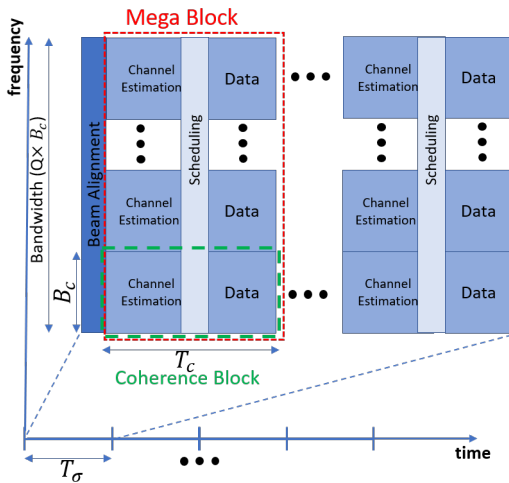 Mega Block
frequency
Bandwidth (Q× B_c)
B_c
Beam Alignment
Channel
Estimation
Scheduling
Data
Channel
Estimation
Scheduling
Data
Channel
Estimation
Data
Channel
Estimation
Data
Channel
Estimation
Data
Channel
Estimation
Data
T_c
Coherence Block
time
T_σ